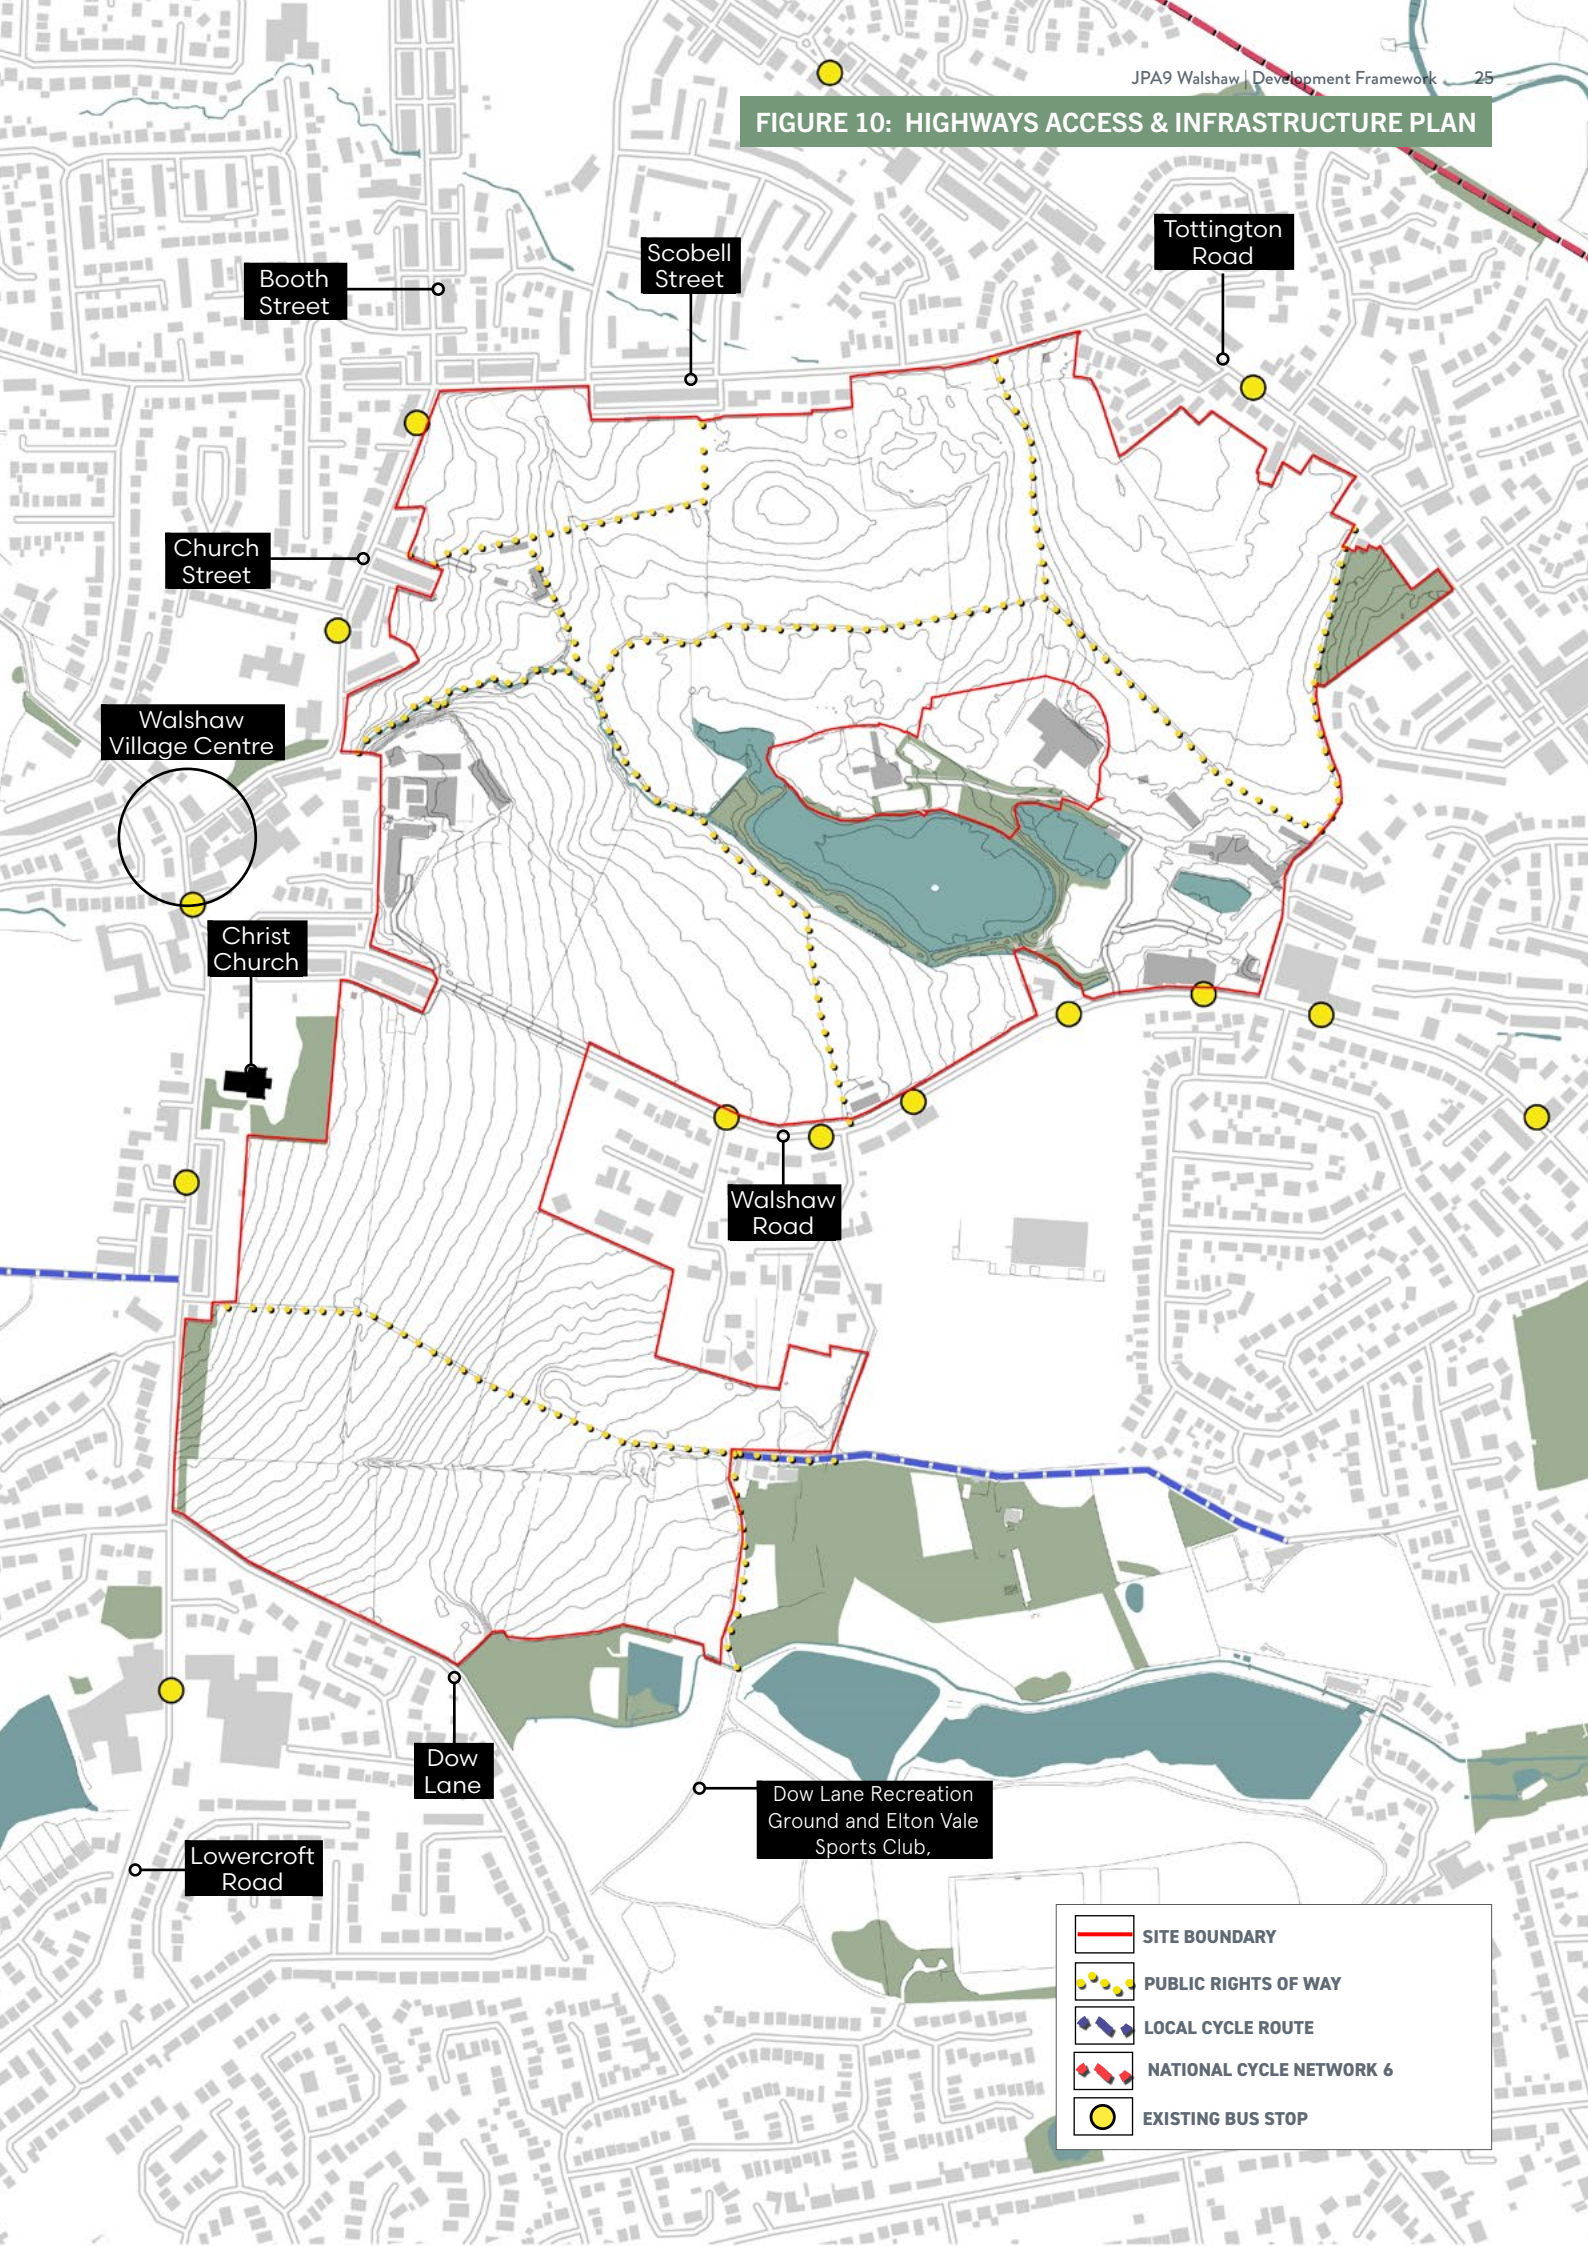 JPA9 Walshaw | Development Framework 25
FIGURE 10: HIGHWAYS ACCESS & INFRASTRUCTURE PLAN
Tottington
Road
Scobell
Street
Booth
Street
Church
Street
Walshaw
Village Centre
Christ
Church
Walshaw
Road
Dow
Lane
Dow Lane Recreation
Ground and Elton Vale
Sports Club,
Lowercroft
Road
SITE BOUNDARY
PUBLIC RIGHTS OF WAY
LOCAL CYCLE ROUTE
NATIONAL CYCLE NETWORK 6
EXISTING BUS STOP